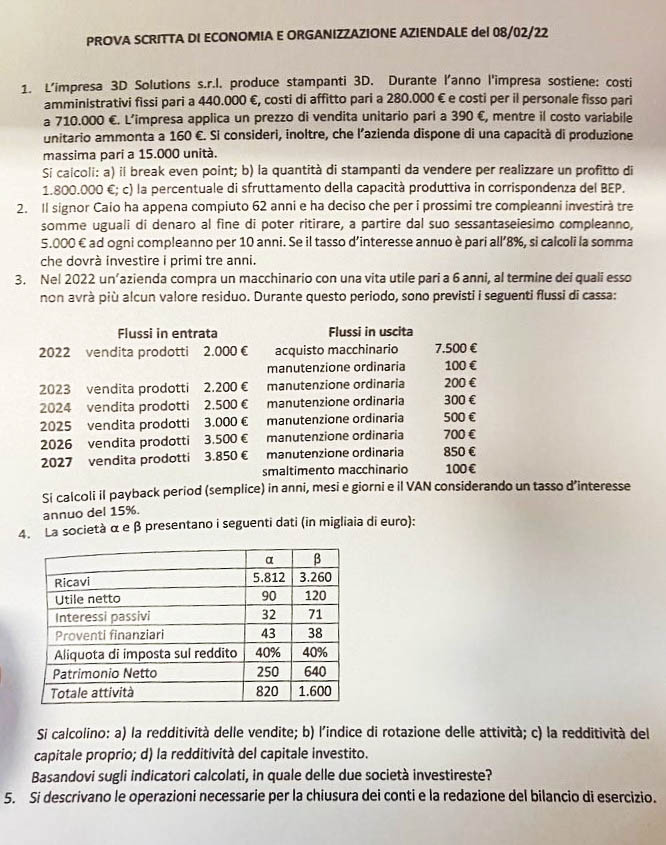 PROVA SCRITTA DI ECONOMIA E ORGANIZZAZIONE AZIENDALE del 08/02/22
1. L'impresa 3D Solutions s.r.l. produce stampanti 3D. Durante l'anno l'impresa sostiene: costi
amministrativi fissi pari a 440.000 €, costi di affitto pari a 280.000 € e costi per il personale fisso pari
a 710.000 €. L'impresa applica un prezzo di vendita unitario pari a 390 €, mentre il costo variabile
unitario ammonta a 160 €. Si consideri, inoltre, che l'azienda dispone di una capacità di produzione
massima pari a 15.000 unità.
Si calcoli: a) il break even point; b) la quantità di stampanti da vendere per realizzare un profitto di
1.800.000 €; c) la percentuale di sfruttamento della capacità produttiva in corrispondenza del BEP.
2. Il signor Caio ha appena compiuto 62 anni e ha deciso che per i prossimi tre compleanni investirà tre
somme uguali di denaro al fine di poter ritirare, a partire dal suo sessantaseiesimo compleanno,
5.000 € ad ogni compleanno per 10 anni. Se il tasso d'interesse annuo è pari all'8%, si calcoli la somma
che dovrà investire i primi tre anni.
3. Nel 2022 un'azienda compra un macchinario con una vita utile pari a 6 anni, al termine dei quali esso
non avrà più alcun valore residuo. Durante questo periodo, sono previsti i seguenti flussi di cassa:
Flussi in entrata Flussi in uscita
2022 vendita prodotti 2.000 € acquisto macchinario 7.500 €
manutenzione ordinaria 100 €
2023 vendita prodotti 2.200 € manutenzione ordinaria 200 €
2024 vendita prodotti 2.500 € manutenzione ordinaria 300 €
2025 vendita prodotti 3.000 € manutenzione ordinaria 500 €
2026 vendita prodotti 3.500 € manutenzione ordinaria 700 €
2027 vendita prodotti 3.850 € manutenzione ordinaria 850 €
smaltimento macchinario 100€
Si calcoli il payback period (semplice) in anni, mesi e giorni e il VAN considerando un tasso d'interesse
annuo del 15%.
4. La società α e β presentano i seguenti dati (in migliaia di euro):
α β
Ricavi 5.812 3.260
Utile netto 90 120
Interessi passivi 32 71
Proventi finanziari 43 38
Aliquota di imposta sul reddito 40% 40%
Patrimonio Netto 250 640
Totale attività 820 1.600
Si calcolino: a) la redditività delle vendite; b) l'indice di rotazione delle attività; c) la redditività del
capitale proprio; d) la redditività del capitale investito.
Basandovi sugli indicatori calcolati, in quale delle due società investireste?
5. Si descrivano le operazioni necessarie per la chiusura dei conti e la redazione del bilancio di esercizio.